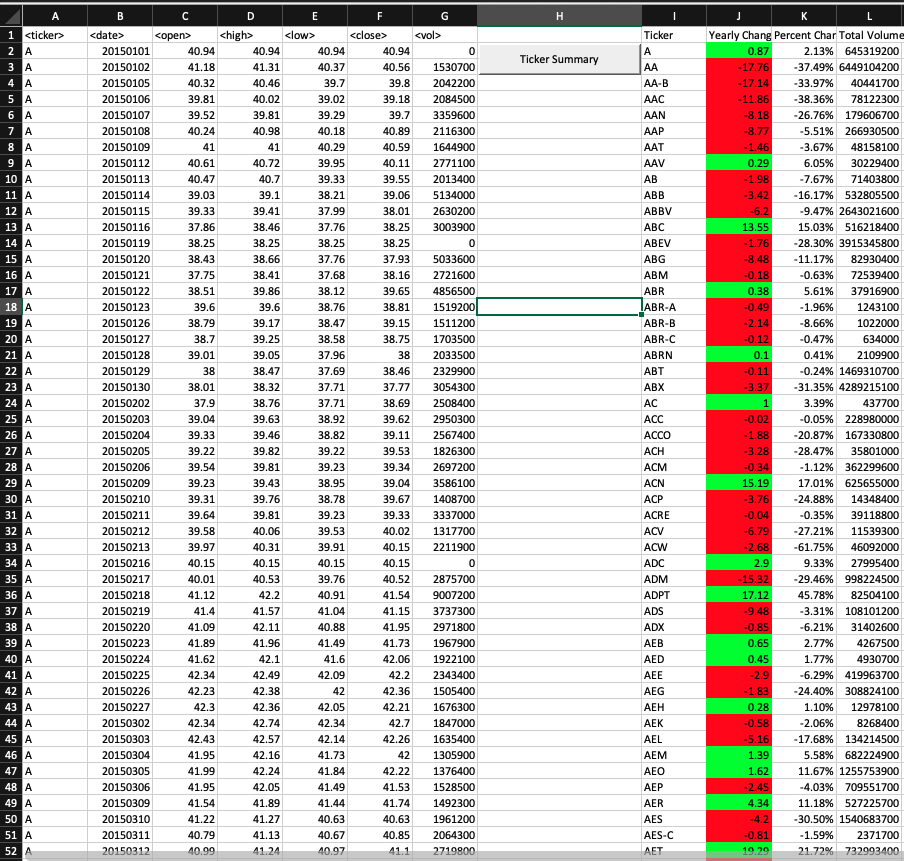 A B C D E F G H I J K L
1 <ticker> <date> <open> <high> <low> <close> <vol> Ticker Yearly Chang Percent Char Total Volume
2 A 20150101 40.94 40.94 40.94 40.94 0 Ticker Summary A 0.87 2.13% 645319200
3 A 20150102 41.18 41.31 40.37 40.56 1530700 AA -17.76 -37.49% 6449104200
4 A 20150105 40.32 40.46 39.7 39.8 2042200 AA-B -17.14 -33.97% 40441700
5 A 20150106 39.81 40.02 39.02 39.18 2084500 AAC -11.86 -38.36% 78122300
6 A 20150107 39.52 39.81 39.29 39.7 3359600 AAN -8.18 -26.76% 179606700
7 A 20150108 40.24 40.98 40.18 40.89 2116300 AAP -8.77 -5.51% 266930500
8 A 20150109 41 41 40.29 40.59 1644900 AAT -1.46 -3.67% 48158100
9 A 20150112 40.61 40.72 39.95 40.11 2771100 AAV 0.29 6.05% 30229400
10 A 20150113 40.47 40.7 39.33 39.55 2013400 AB -1.98 -7.67% 71403800
11 A 20150114 39.03 39.1 38.21 39.06 5134000 ABB -3.42 -16.17% 532805500
12 A 20150115 39.33 39.41 37.99 38.01 2630200 ABBV -6.2 -9.47% 2643021600
13 A 20150116 37.86 38.46 37.76 38.25 3003900 ABC 13.55 15.03% 516218400
14 A 20150119 38.25 38.25 38.25 38.25 0 ABEV -1.76 -28.30% 3915345800
15 A 20150120 38.43 38.66 37.76 37.93 5033600 ABG -8.48 -11.17% 82930400
16 A 20150121 37.75 38.41 37.68 38.16 2721600 ABM -0.18 -0.63% 72539400
17 A 20150122 38.51 39.86 38.12 39.65 4856500 ABR 0.38 5.61% 37916900
18 A 20150123 39.6 39.6 38.76 38.81 1519200 ABR-A -0.49 -1.96% 1243100
19 A 20150126 38.79 39.17 38.47 39.15 1511200 ABR-B -2.14 -8.66% 1022000
20 A 20150127 38.7 39.25 38.58 38.75 1703500 ABR-C -0.12 -0.47% 634000
21 A 20150128 39.01 39.05 37.96 38 2033500 ABRN 0.1 0.41% 2109900
22 A 20150129 38 38.47 37.69 38.46 2329900 ABT -0.11 -0.24% 1469310700
23 A 20150130 38.01 38.32 37.71 37.77 3054300 ABX -3.37 -31.35% 4289215100
24 A 20150202 37.9 38.76 37.71 38.69 2508400 AC 1 3.39% 437700
25 A 20150203 39.04 39.63 38.92 39.62 2950300 ACC -0.02 -0.05% 228980000
26 A 20150204 39.33 39.46 38.82 39.11 2567400 ACCO -1.88 -20.87% 167330800
27 A 20150205 39.22 39.82 39.22 39.53 1826300 ACH -3.28 -28.47% 35801000
28 A 20150206 39.54 39.81 39.23 39.34 2697200 ACM -0.34 -1.12% 362299600
29 A 20150209 39.23 49.43 38.95 39.04 3586100 ACN 15.19 17.01% 625655000
30 A 20150210 39.31 39.76 38.78 39.67 1408700 ACP -3.76 -24.88% 14348400
31 A 20150211 39.64 39.81 39.23 39.33 3337000 ACRE -0.04 -0.35% 39118800
32 A 20150212 39.58 40.06 39.53 40.02 1317700 ACV -6.79 -27.21% 11539300
33 A 20150213 39.97 40.31 39.91 40.15 2211900 ACW -2.68 -61.75% 46092000
34 A 20150216 40.15 40.15 40.15 40.15 0 ADC 2.9 9.33% 27995400
35 A 20150217 40.01 40.53 39.76 40.52 2875700 ADM -15.32 -29.46% 998224500
36 A 20150218 41.12 42.2 40.91 41.54 9007200 ADPT 17.12 45.78% 82504100
37 A 20150219 41.4 41.57 41.04 41.15 3737300 ADS -9.48 -3.31% 108101200
38 A 20150220 41.09 42.11 40.88 41.95 2971800 ADX -0.85 -6.21% 31402600
39 A 20150223 41.89 41.96 41.49 41.73 1967900 AEB 0.65 2.77% 4267500
40 A 20150224 41.62 42.1 41.6 42.06 1922100 AED 0.45 1.77% 4930700
41 A 20150225 42.34 42.49 42.09 42.2 2343400 AEE -2.9 -6.29% 419963700
42 A 20150226 42.23 42.38 42 42.36 1505400 AEG -1.83 -24.40% 308824100
43 A 20150227 42.3 42.36 42.05 42.21 1676300 AEH 0.28 1.10% 12978100
44 A 20150302 42.34 42.74 42.34 42.7 1847000 AEK -0.58 -2.06% 8268400
45 A 20150303 42.43 42.57 42.14 42.26 1635400 AEL -5.16 -17.68% 134214500
46 A 20150304 41.95 42.16 41.73 42 1305900 AEM 1.39 5.58% 682224900
47 A 20150305 41.99 42.24 41.84 42.22 1376400 AEO 1.62 11.67% 1255753900
48 A 20150306 41.95 42.05 41.49 41.53 1528500 AEP -2.45 -4.03% 709551700
49 A 20150309 41.54 41.89 41.44 41.74 1492300 AER 4.34 11.18% 527225700
50 A 20150310 41.22 41.27 40.63 40.63 1961200 AES -4.2 -30.50% 1540683700
51 A 20150311 40.79 41.13 40.67 40.85 2064300 AES-C -0.81 -1.59% 2371700
52 A 20150312 40.99 41.24 40.97 41.1 2719800 AET 19.29 21.72% 732993400